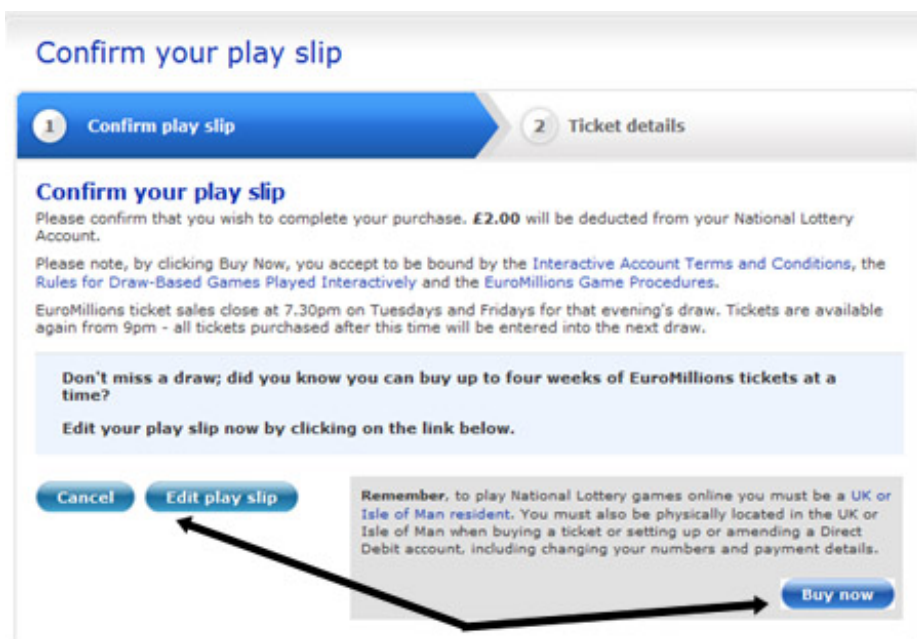 Confirm your play slip
1 Confirm play slip
2 Ticket details
Confirm your play slip
Please confirm that you wish to complete your purchase. £2.00 will be deducted from your National Lottery
Account.
Please note, by clicking Buy Now, you accept to be bound by the Interactive Account Terms and Conditions, the
Rules for Draw-Based Games Played Interactively and the EuroMillions Game Procedures.
EuroMillions ticket sales close at 7.30pm on Tuesdays and Fridays for that evening's draw. Tickets are available
again from 9pm - all tickets purchased after this time will be entered into the next draw.
Don't miss a draw; did you know you can buy up to four weeks of EuroMillions tickets at a
time?
Edit your play slip now by clicking on the link below.
Cancel
Edit play slip
Remember, to play National Lottery games online you must be a UK or
Isle of Man resident. You must also be physically located in the UK or
Isle of Man when buying a ticket or setting up or amending a Direct
Debit account, including changing your numbers and payment details.
Buy now